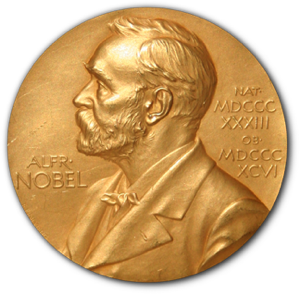 ALFR·
NOBEL
NAT·
MDCCC
XXXIII
OB·
MDCCC
XCVI